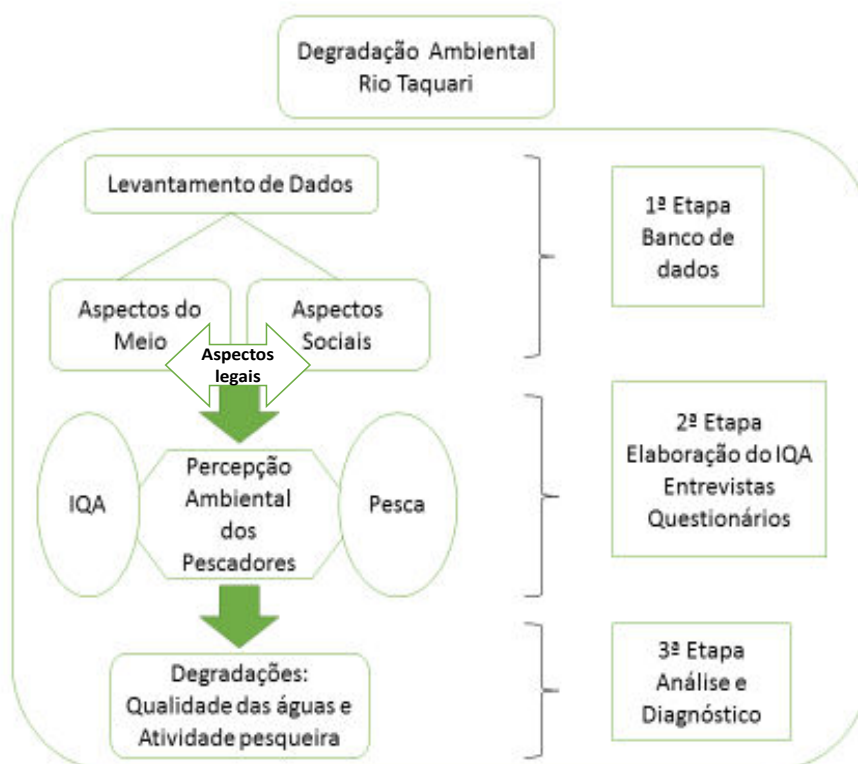 Degradação Ambiental
Rio Taquari
Levantamento de Dados
1ª Etapa
Banco de
dados
Aspectos do
Meio
Aspectos
Sociais
Aspectos
legais
2ª Etapa
Elaboração do IQA
Entrevistas
Questionários
IQA
Percepção
Ambiental
dos
Pescadores
Pesca
3ª Etapa
Análise e
Diagnóstico
Degradações:
Qualidade das águas e
Atividade pesqueira